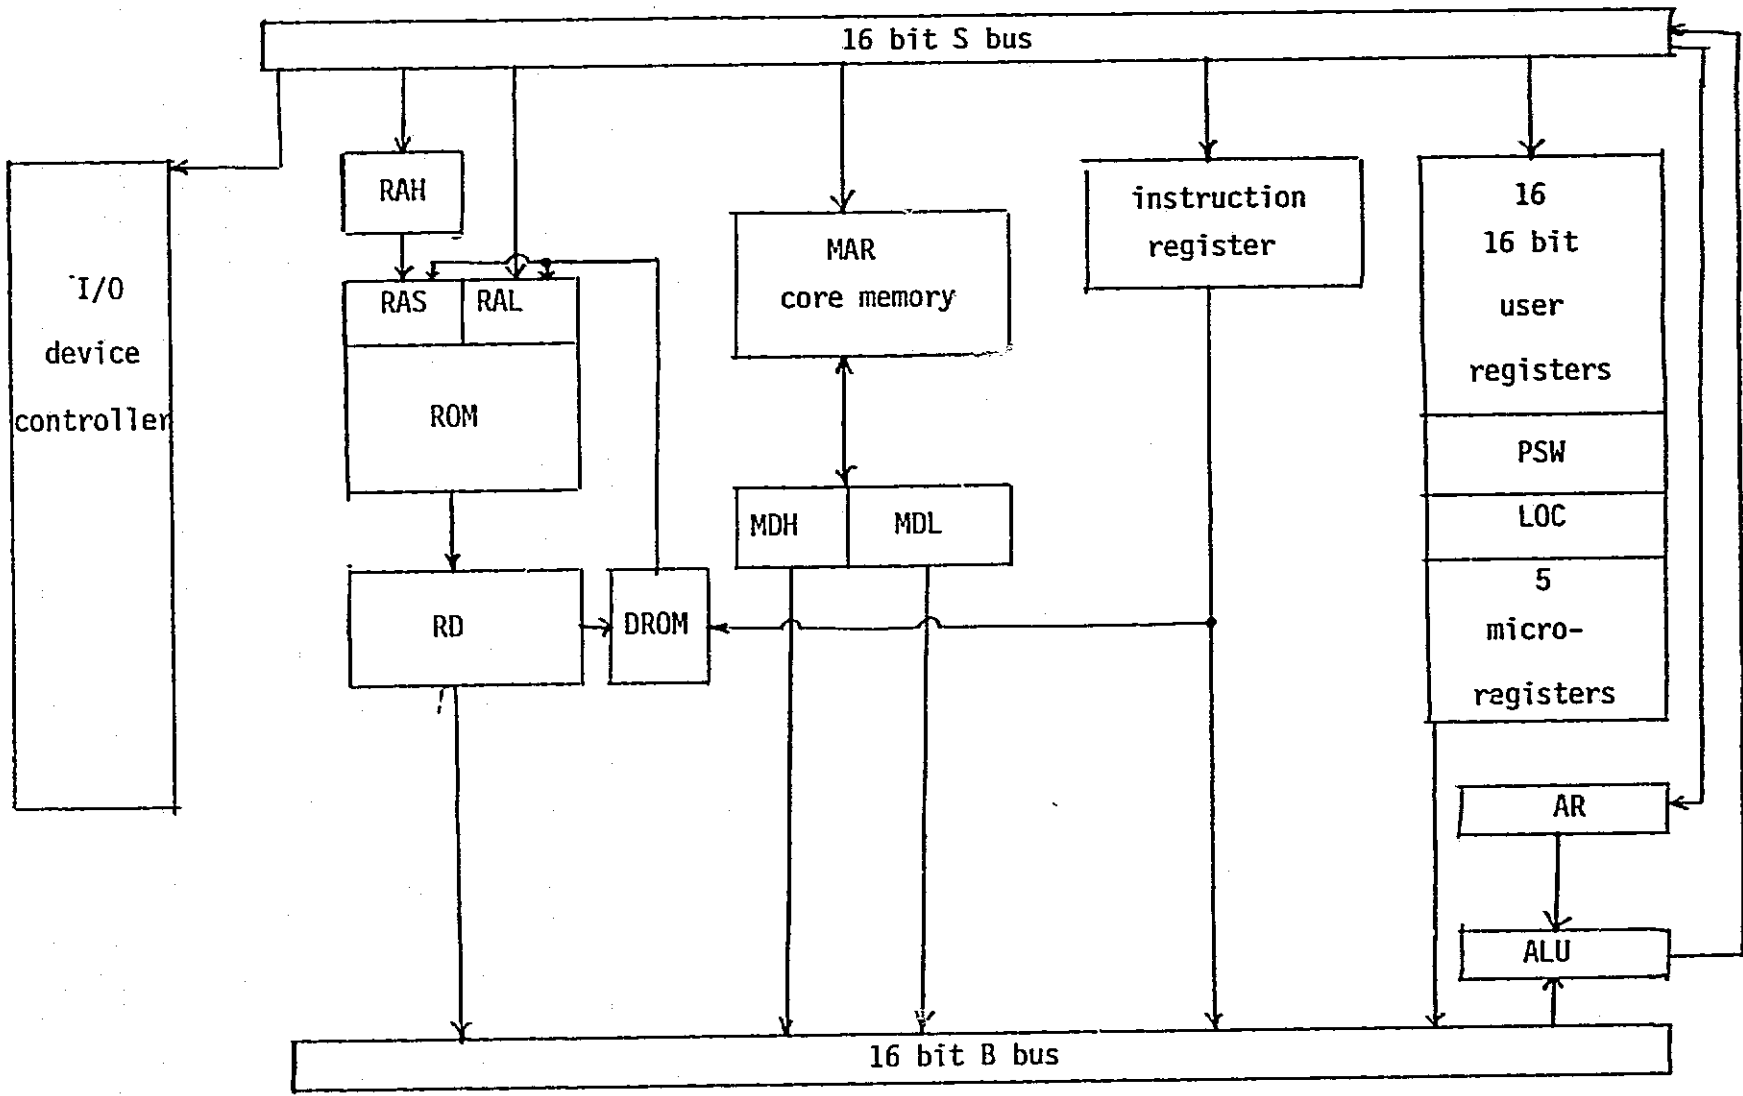 16 bit S bus
I/O
device
controller
RAH
RAS
RAL
ROM
RD
DROM
MAR
core memory
MDH
MDL
instruction
register
16
16 bit
user
registers
PSW
LOC
5
micro-
registers
AR
ALU
16 bit B bus